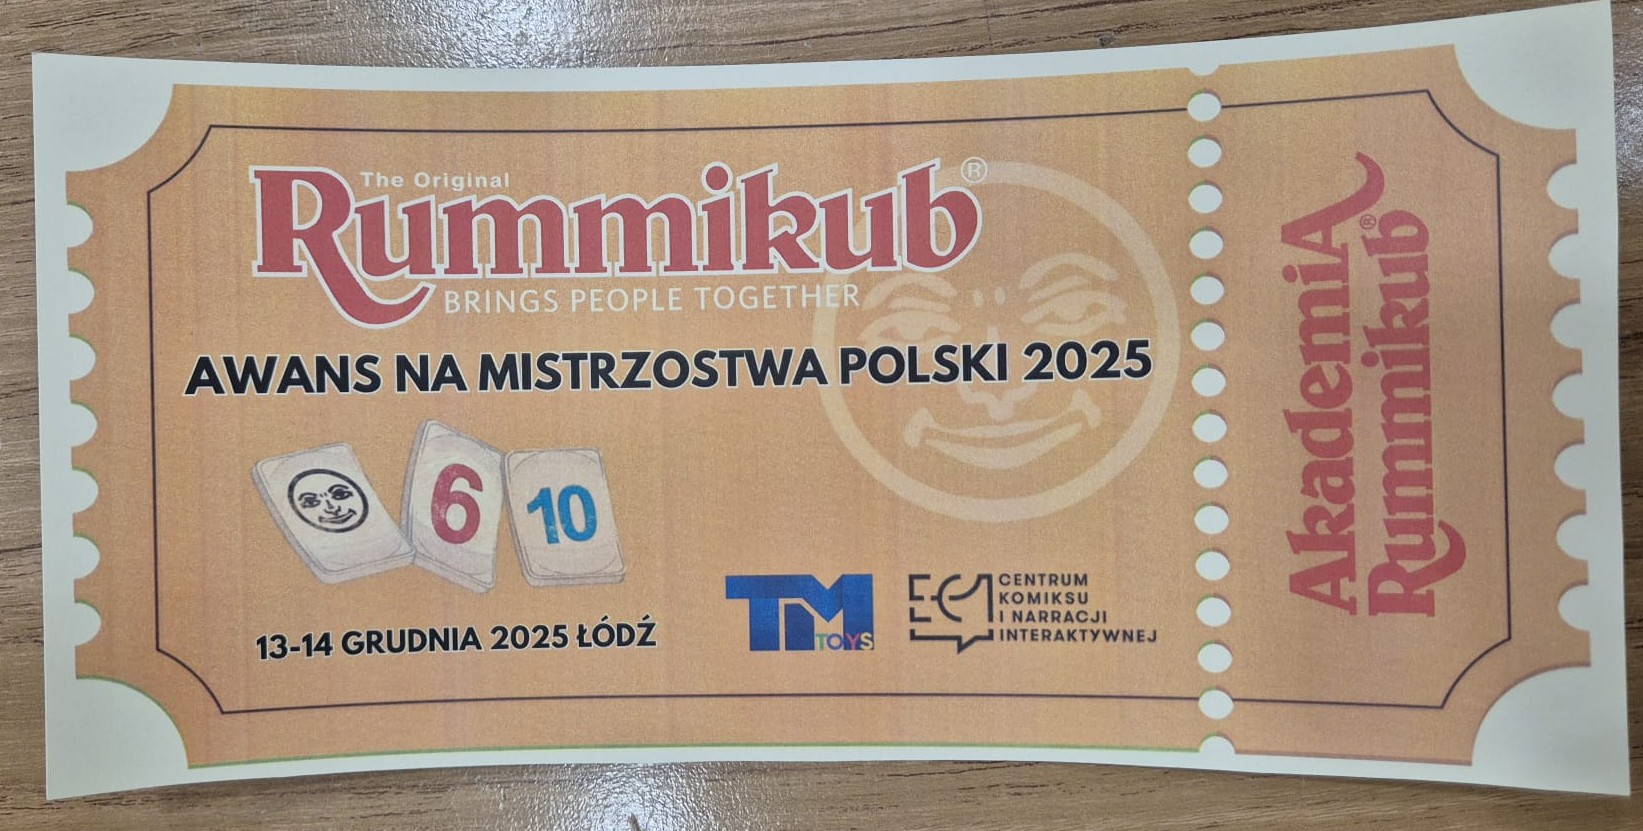 The Original
Rummikub®
BRINGS PEOPLE TOGETHER
AWANS NA MISTRZOSTWA POLSKI 2025
6
10
13-14 GRUDNIA 2025 ŁÓDŹ
TM
TOYS
EC1
CENTRUM
KOMIKSU
I NARRACJI
INTERAKTYWNEJ
AkademiA
Rummikub®